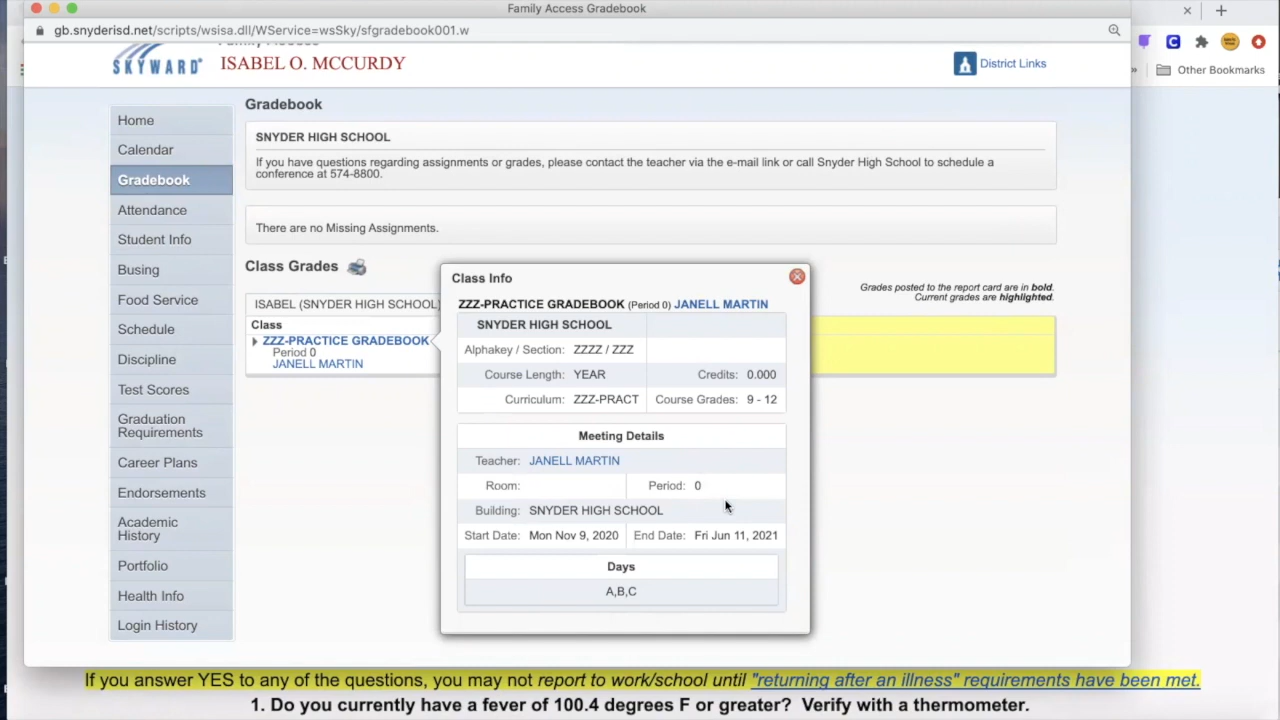 Family Access Gradebook
gb.snyderisd.net/scripts/wsisa.dll/WService=wsSky/sfgradebook001.w
Other Bookmarks
SKYWARD
ISABEL O. MCCURDY
District Links
Home
Calendar
Gradebook
Attendance
Student Info
Busing
Food Service
Schedule
Discipline
Test Scores
Graduation
Requirements
Career Plans
Endorsements
Academic
History
Portfolio
Health Info
Login History
Gradebook
SNYDER HIGH SCHOOL
If you have questions regarding assignments or grades, please contact the teacher via the e-mail link or call Snyder High School to schedule a
conference at 574-8800.
There are no Missing Assignments.
Class Grades
Grades posted to the report card are in bold.
Current grades are highlighted.
ISABEL (SNYDER HIGH SCHOOL)
Class
ZZZ-PRACTICE GRADEBOOK
Period 0
JANELL MARTIN
Class Info
ZZZ-PRACTICE GRADEBOOK (Period 0) JANELL MARTIN
SNYDER HIGH SCHOOL
Alphakey / Section: ZZZZ / ZZZ
Course Length: YEAR Credits: 0.000
Curriculum: ZZZ-PRACT Course Grades: 9 - 12
Meeting Details
Teacher: JANELL MARTIN
Room: Period: 0
Building: SNYDER HIGH SCHOOL
Start Date: Mon Nov 9, 2020 End Date: Fri Jun 11, 2021
Days
A,B,C
If you answer YES to any of the questions, you may not report to work/school until "returning after an illness" requirements have been met.
1. Do you currently have a fever of 100.4 degrees F or greater? Verify with a thermometer.